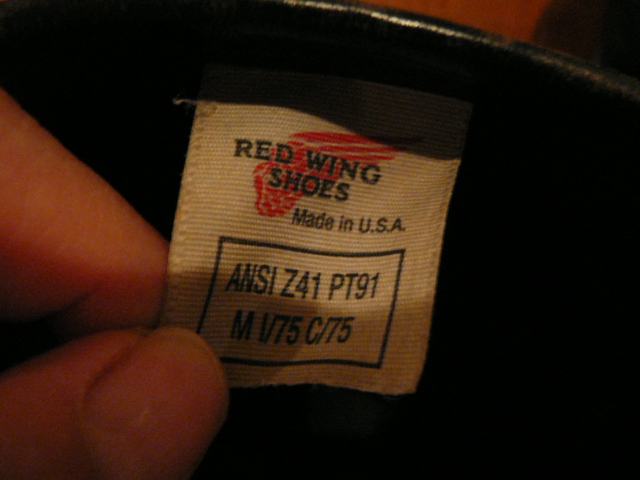 RED WING
SHOES
Made in U.S.A.
ANSI Z41 PT91
M I/75 C/75